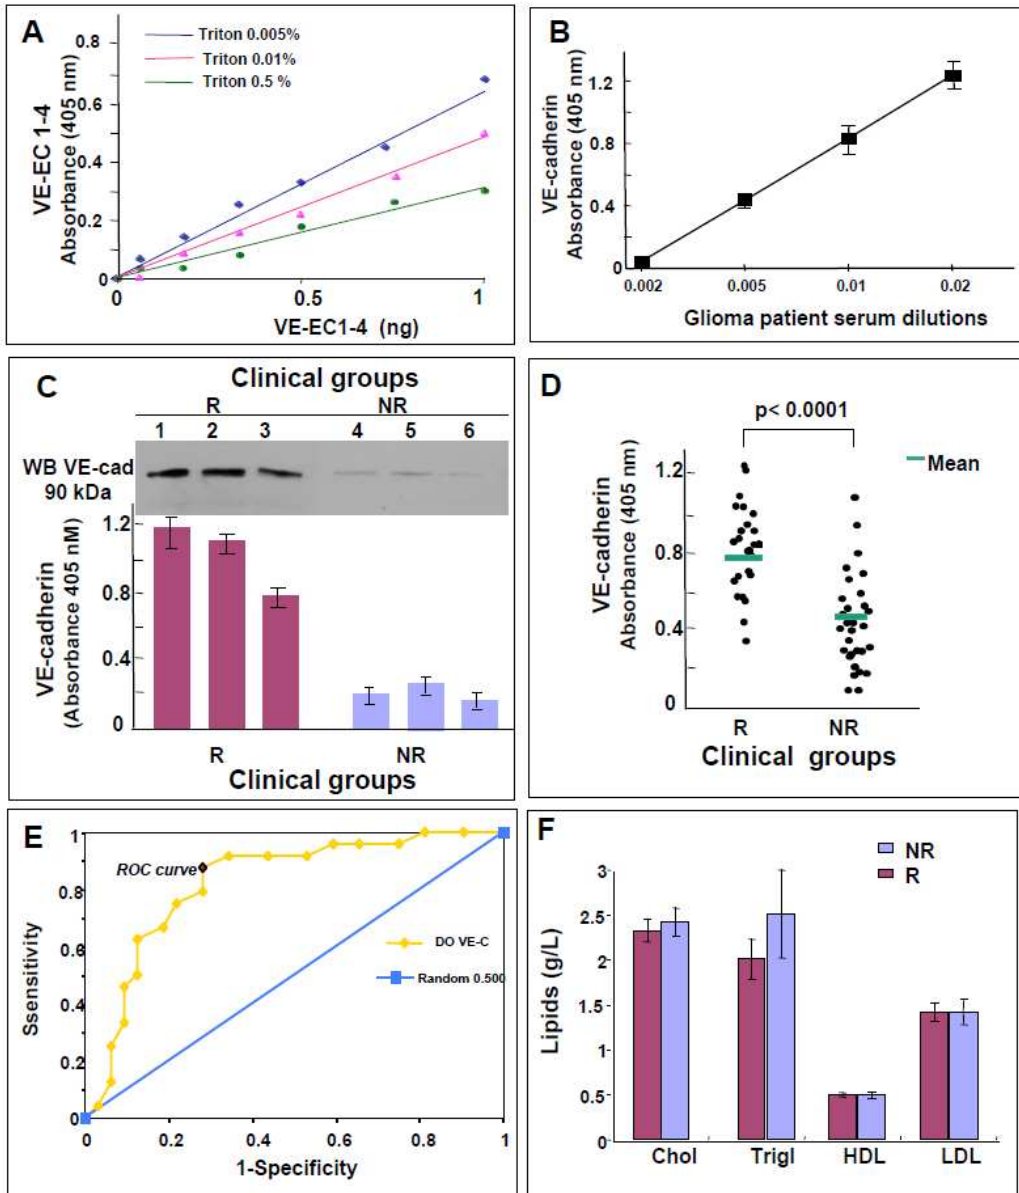 A
Triton 0.005%
Triton 0.01%
Triton 0.5 %
VE-EC 1-4
Absorbance (405 nm)
0.8
0.6
0.4
0.2
0
0 0.5 1
VE-EC1-4 (ng)
B
VE-cadherin
Absorbance (405 nm)
1.2
0.8
0.4
0
0.002 0.005 0.01 0.02
Glioma patient serum dilutions
C
Clinical groups
R NR
1 2 3 4 5 6
WB VE-cad
90 kDa
VE-cadherin
(Absorbance 405 nM)
1.2
0.8
0.4
0
R NR
Clinical groups
D
p< 0.0001
Mean
VE-cadherin
Absorbance (405 nm)
1.2
0.8
0.4
0
R NR
Clinical groups
E
Ssensitivity
1
0.8
0.6
0.4
0.2
0
ROC curve
DO VE-C
Random 0.500
0 0.2 0.4 0.6 0.8 1
1-Specificity
F
NR
R
Lipids (g/L)
3
2.5
2
1.5
1
0.5
0
Chol Trigl HDL LDL